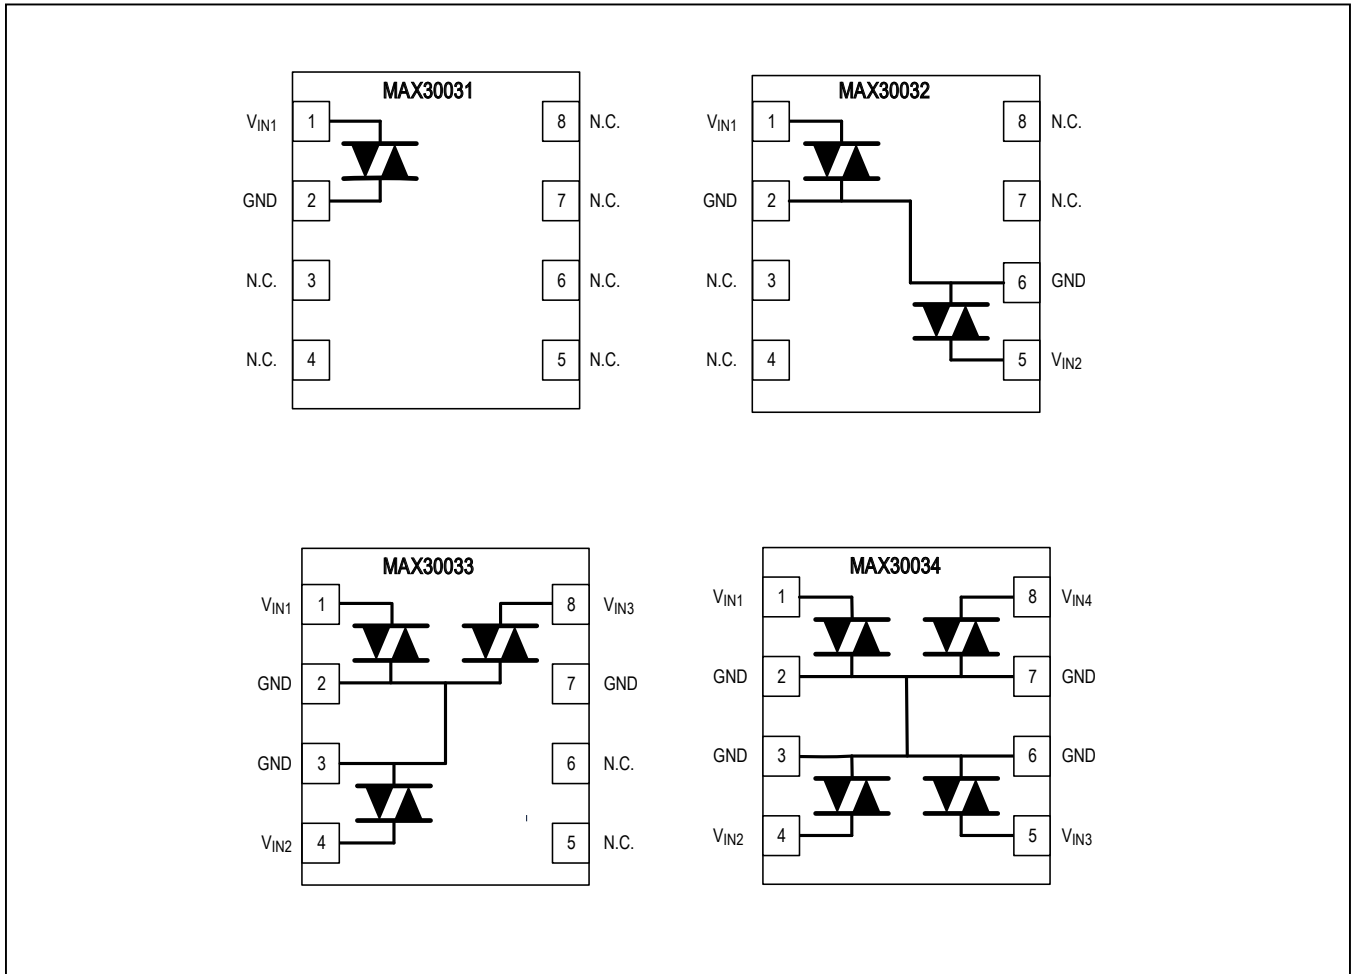 MAX30031
VIN1 1 8 N.C.
GND 2 7 N.C.
N.C. 3 6 N.C.
N.C. 4 5 N.C.
MAX30032
VIN1 1 8 N.C.
GND 2 7 N.C.
N.C. 3 6 GND
N.C. 4 5 VIN2
MAX30033
VIN1 1 8 VIN3
GND 2 7 GND
GND 3 6 N.C.
VIN2 4 5 N.C.
MAX30034
VIN1 1 8 VIN4
GND 2 7 GND
GND 3 6 GND
VIN2 4 5 VIN3